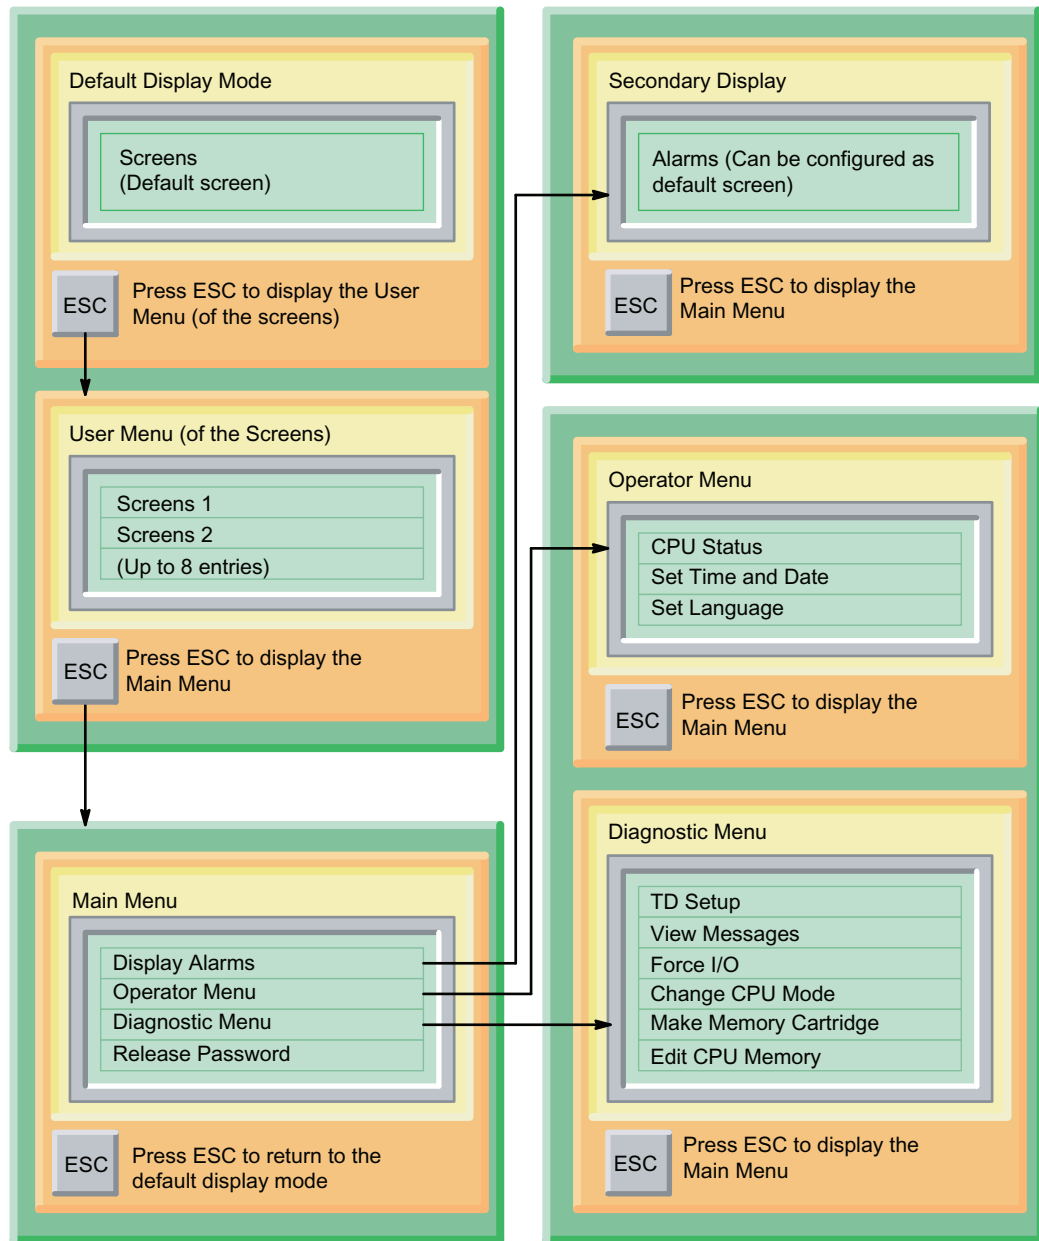 Default Display Mode
Screens
(Default screen)
ESC
Press ESC to display the User
Menu (of the screens)
User Menu (of the Screens)
Screens 1
Screens 2
(Up to 8 entries)
ESC
Press ESC to display the
Main Menu
Main Menu
Display Alarms
Operator Menu
Diagnostic Menu
Release Password
ESC
Press ESC to return to the
default display mode
Secondary Display
Alarms (Can be configured as
default screen)
ESC
Press ESC to display the
Main Menu
Operator Menu
CPU Status
Set Time and Date
Set Language
ESC
Press ESC to display the
Main Menu
Diagnostic Menu
TD Setup
View Messages
Force I/O
Change CPU Mode
Make Memory Cartridge
Edit CPU Memory
ESC
Press ESC to display the
Main Menu